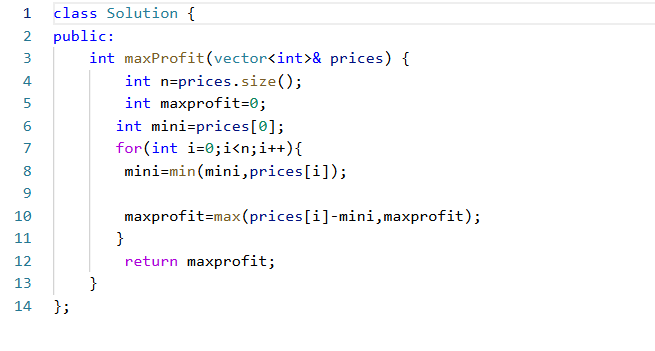 1 class Solution {
2 public:
3 int maxProfit(vector<int>& prices) {
4 int n=prices.size();
5 int maxprofit=0;
6 int mini=prices[0];
7 for(int i=0;i<n;i++){
8 mini=min(mini,prices[i]);
9
10 maxprofit=max(prices[i]-mini,maxprofit);
11 }
12 return maxprofit;
13 }
14 };